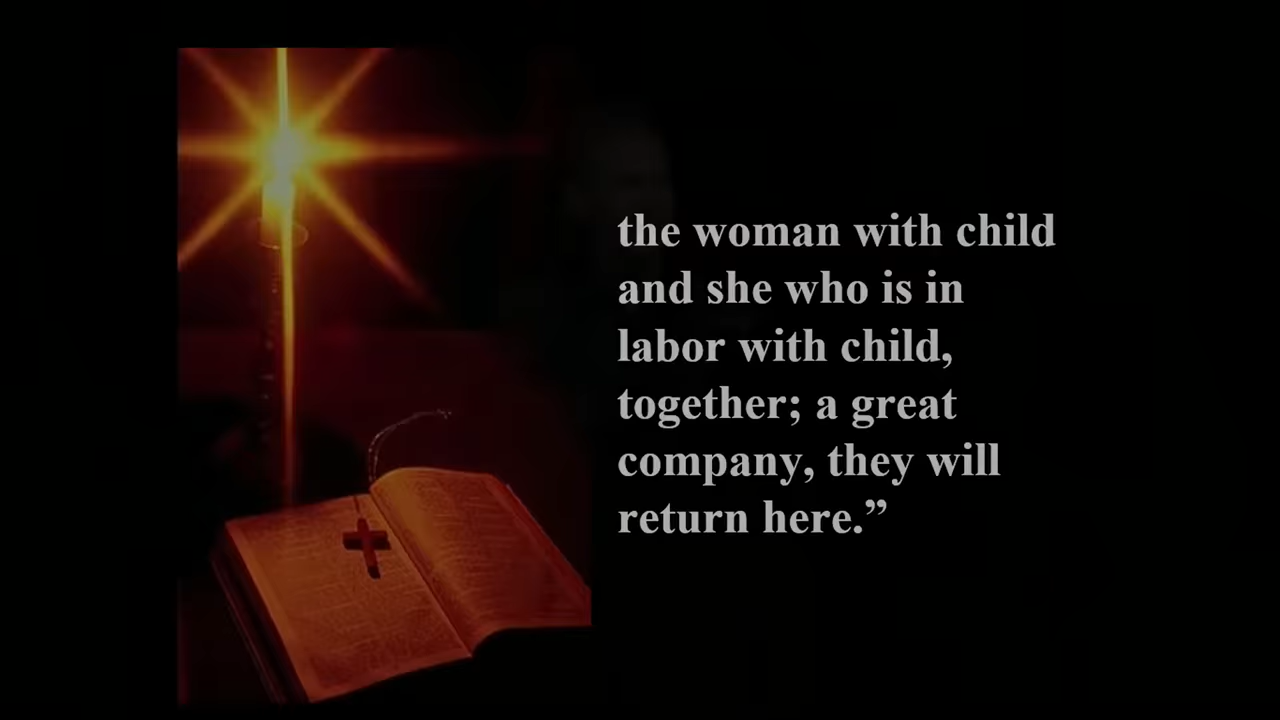 the woman with child
and she who is in
labor with child,
together; a great
company, they will
return here.”